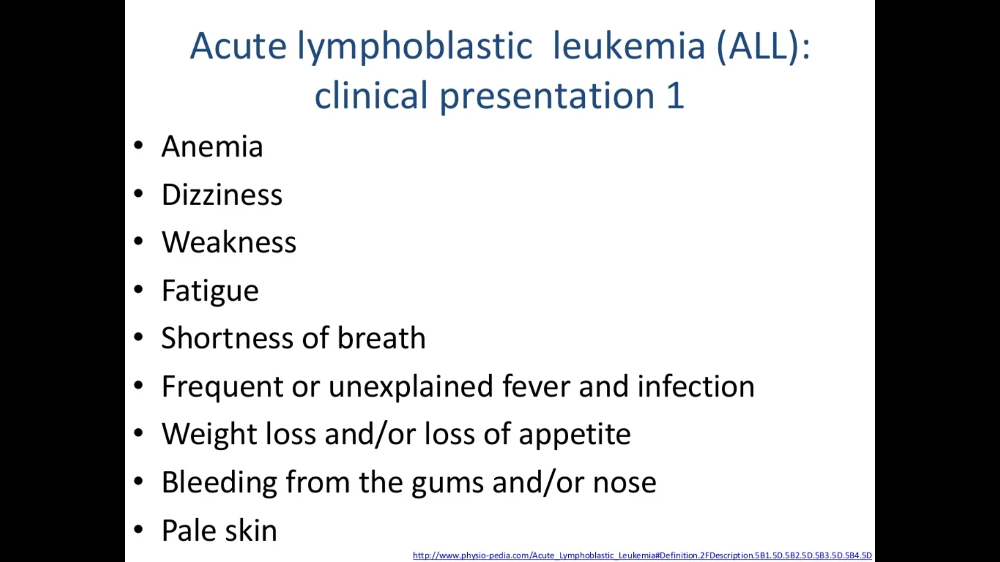 Acute lymphoblastic  leukemia (ALL):
clinical presentation 1
• Anemia
• Dizziness
• Weakness
• Fatigue
• Shortness of breath
• Frequent or unexplained fever and infection
• Weight loss and/or loss of appetite
• Bleeding from the gums and/or nose
• Pale skin
http://www.physio-pedia.com/Acute_Lymphoblastic_Leukemia#Definition.2FDescription.5B1.5D.5B2.5D.5B3.5D.5B4.5D